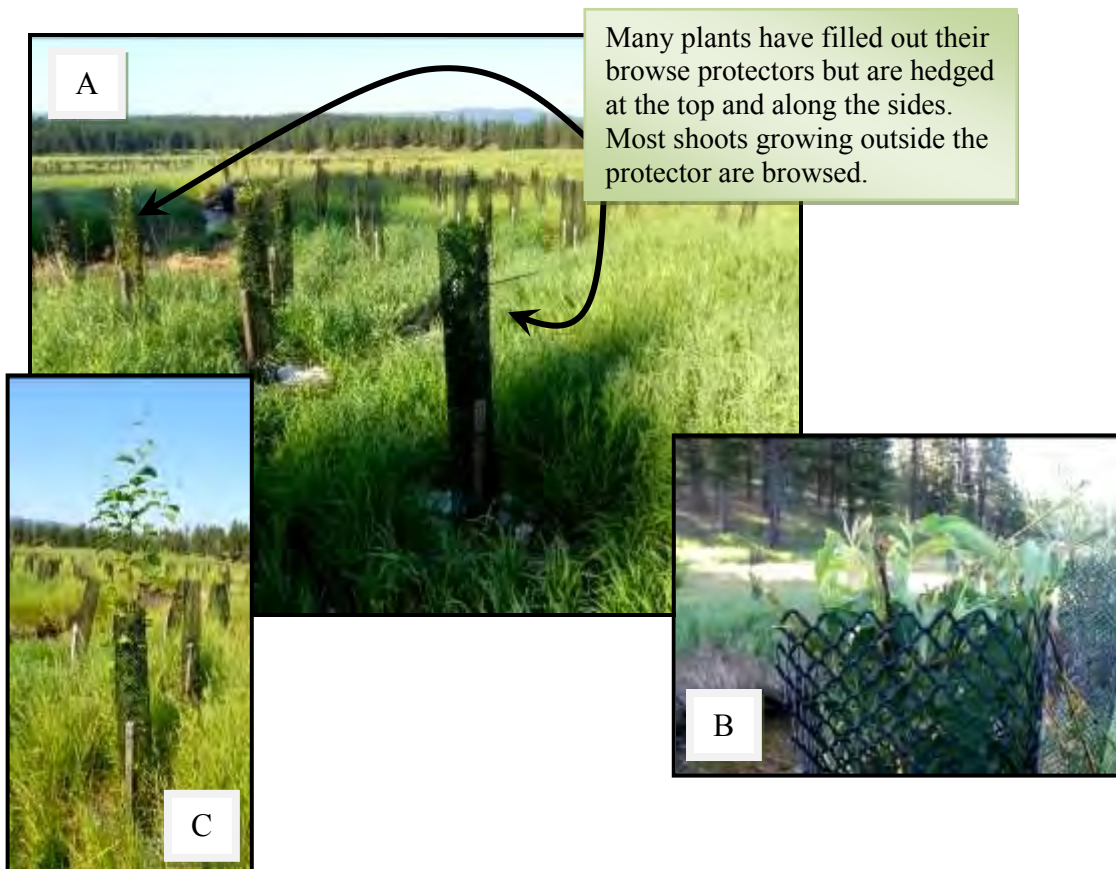 A
Many plants have filled out their
browse protectors but are hedged
at the top and along the sides.
Most shoots growing outside the
protector are browsed.
B
C